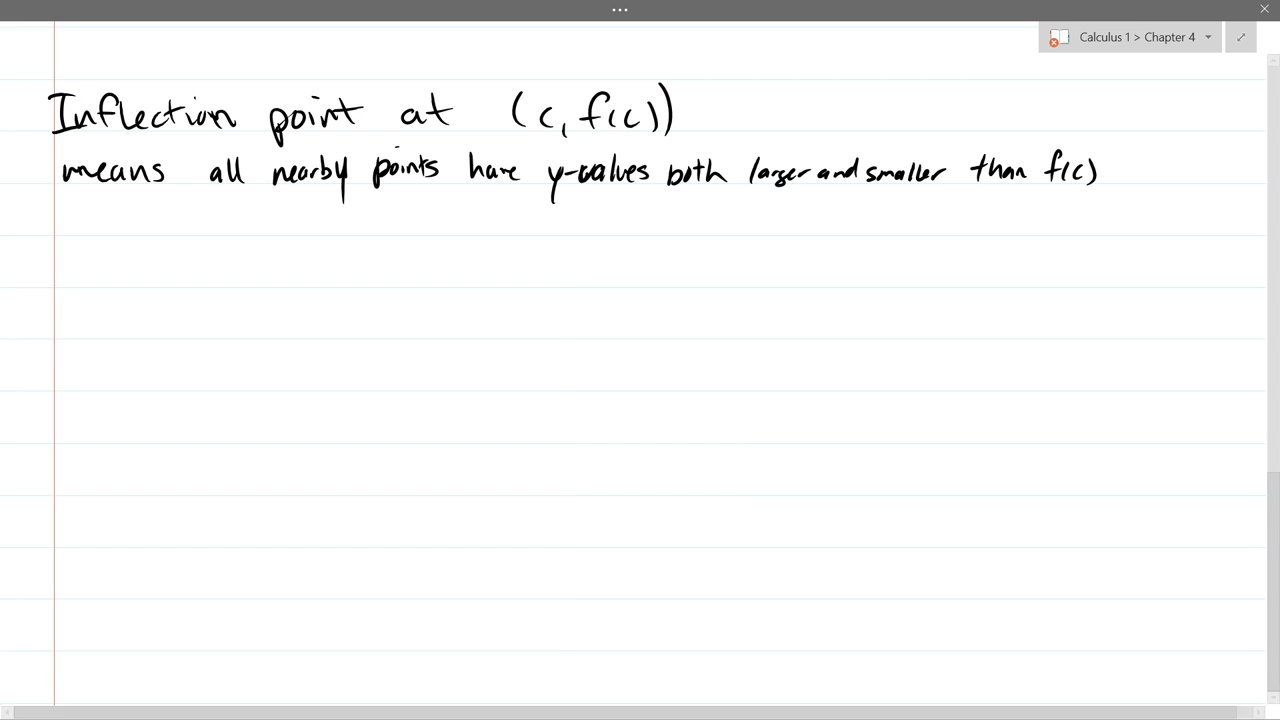 Calculus 1 > Chapter 4
Inflection point at (c, f(c))
means all nearby points have y-values both larger and smaller than f(c)